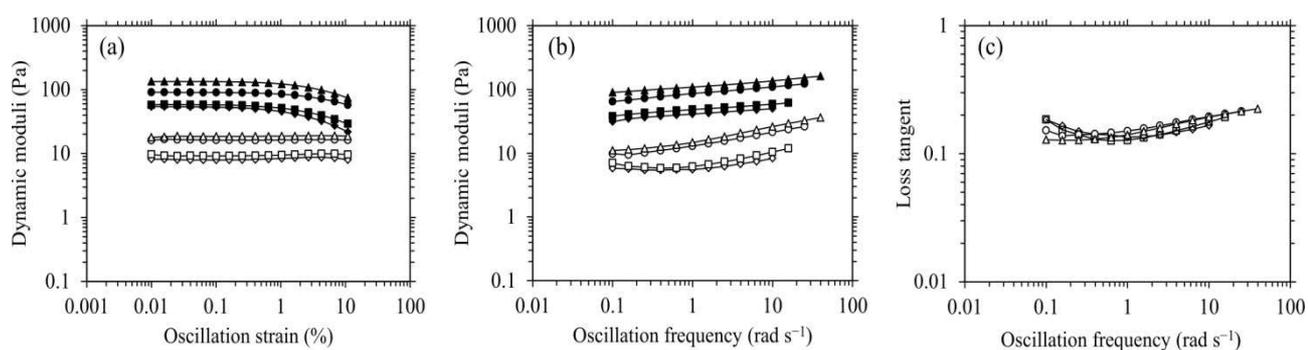 (a)
Dynamic moduli (Pa)
1000
100
10
1
0.1
0.001 0.01 0.1 1 10 100
Oscillation strain (%)
(b)
Dynamic moduli (Pa)
1000
100
10
1
0.1
0.01 0.1 1 10 100
Oscillation frequency (rad s⁻¹)
(c)
Loss tangent
1
0.1
0.01
0.01 0.1 1 10 100
Oscillation frequency (rad s⁻¹)